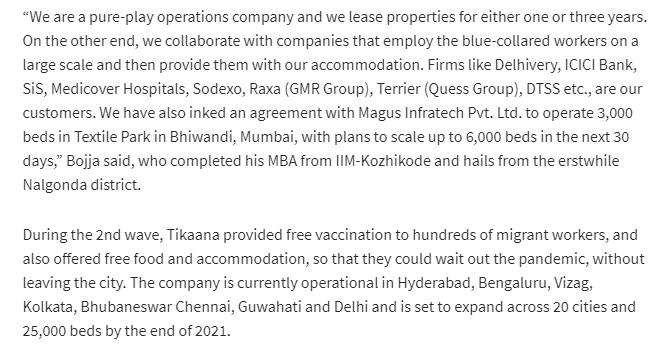 “We are a pure-play operations company and we lease properties for either one or three years.
On the other end, we collaborate with companies that employ the blue-collared workers on a
large scale and then provide them with our accommodation. Firms like Delhivery, ICICI Bank,
SiS, Medicover Hospitals, Sodexo, Raxa (GMR Group), Terrier (Quess Group), DTSS etc., are our
customers. We have also inked an agreement with Magus Infratech Pvt. Ltd. to operate 3,000
beds in Textile Park in Bhiwandi, Mumbai, with plans to scale up to 6,000 beds in the next 30
days,” Bojja said, who completed his MBA from IIM-Kozhikode and hails from the erstwhile
Nalgonda district.
During the 2nd wave, Tikaana provided free vaccination to hundreds of migrant workers, and
also offered free food and accommodation, so that they could wait out the pandemic, without
leaving the city. The company is currently operational in Hyderabad, Bengaluru, Vizag,
Kolkata, Bhubaneswar Chennai, Guwahati and Delhi and is set to expand across 20 cities and
25,000 beds by the end of 2021.